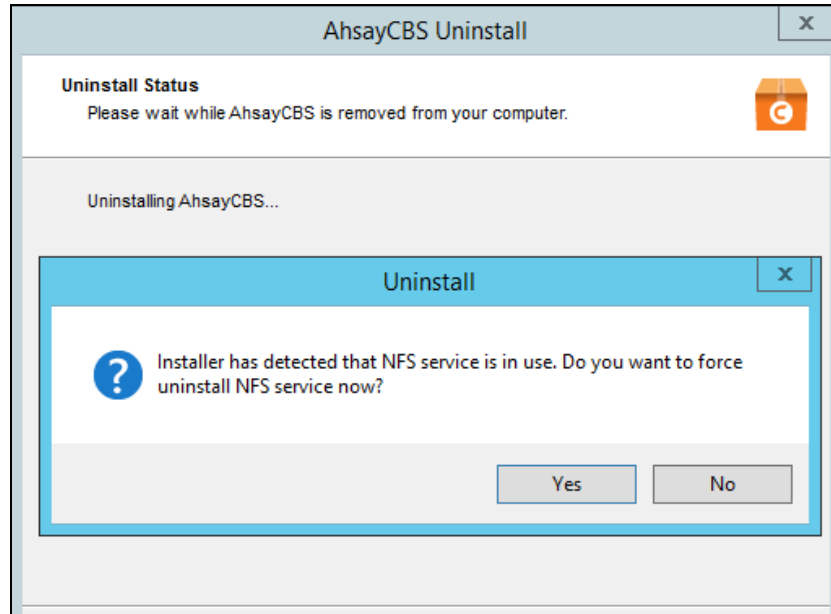 AhsayCBS Uninstall
x
Uninstall Status
Please wait while AhsayCBS is removed from your computer.
C
Uninstalling AhsayCBS...
Uninstall
x
?
Installer has detected that NFS service is in use. Do you want to force
uninstall NFS service now?
Yes
No